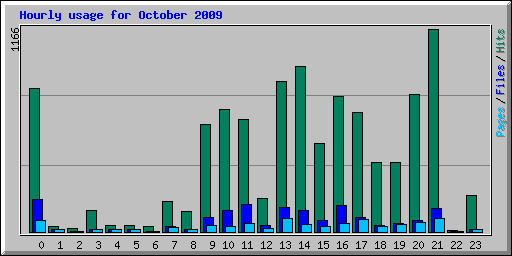 Hourly usage for October 2009
1166
Pages/Files/Hits
0 1 2 3 4 5 6 7 8 9 10 11 12 13 14 15 16 17 18 19 20 21 22 23